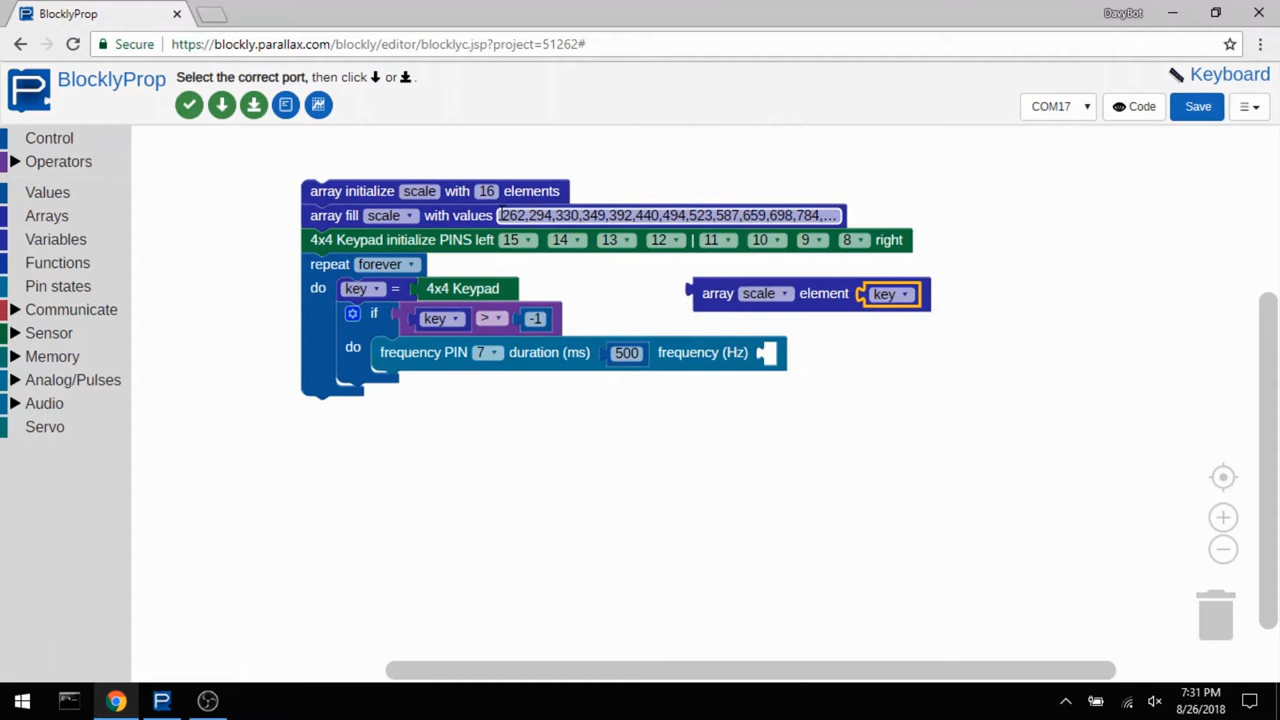 BlocklyProp
DavyBot
Secure https://blockly.parallax.com/blockly/editor/blocklyc.jsp?project=51262#
BlocklyProp
Select the correct port, then click or .
Keyboard
COM17
Code
Save
Control
Operators
Values
Arrays
Variables
Functions
Pin states
Communicate
Sensor
Memory
Analog/Pulses
Audio
Servo
array initialize scale with 16 elements
array fill scale with values 262,294,330,349,392,440,494,523,587,659,698,784,...
4x4 Keypad initialize PINS left 15 14 13 12 | 11 10 9 8 right
repeat forever
do key = 4x4 Keypad
array scale element key
if key > -1
do frequency PIN 7 duration (ms) 500 frequency (Hz)
7:31 PM
8/26/2018